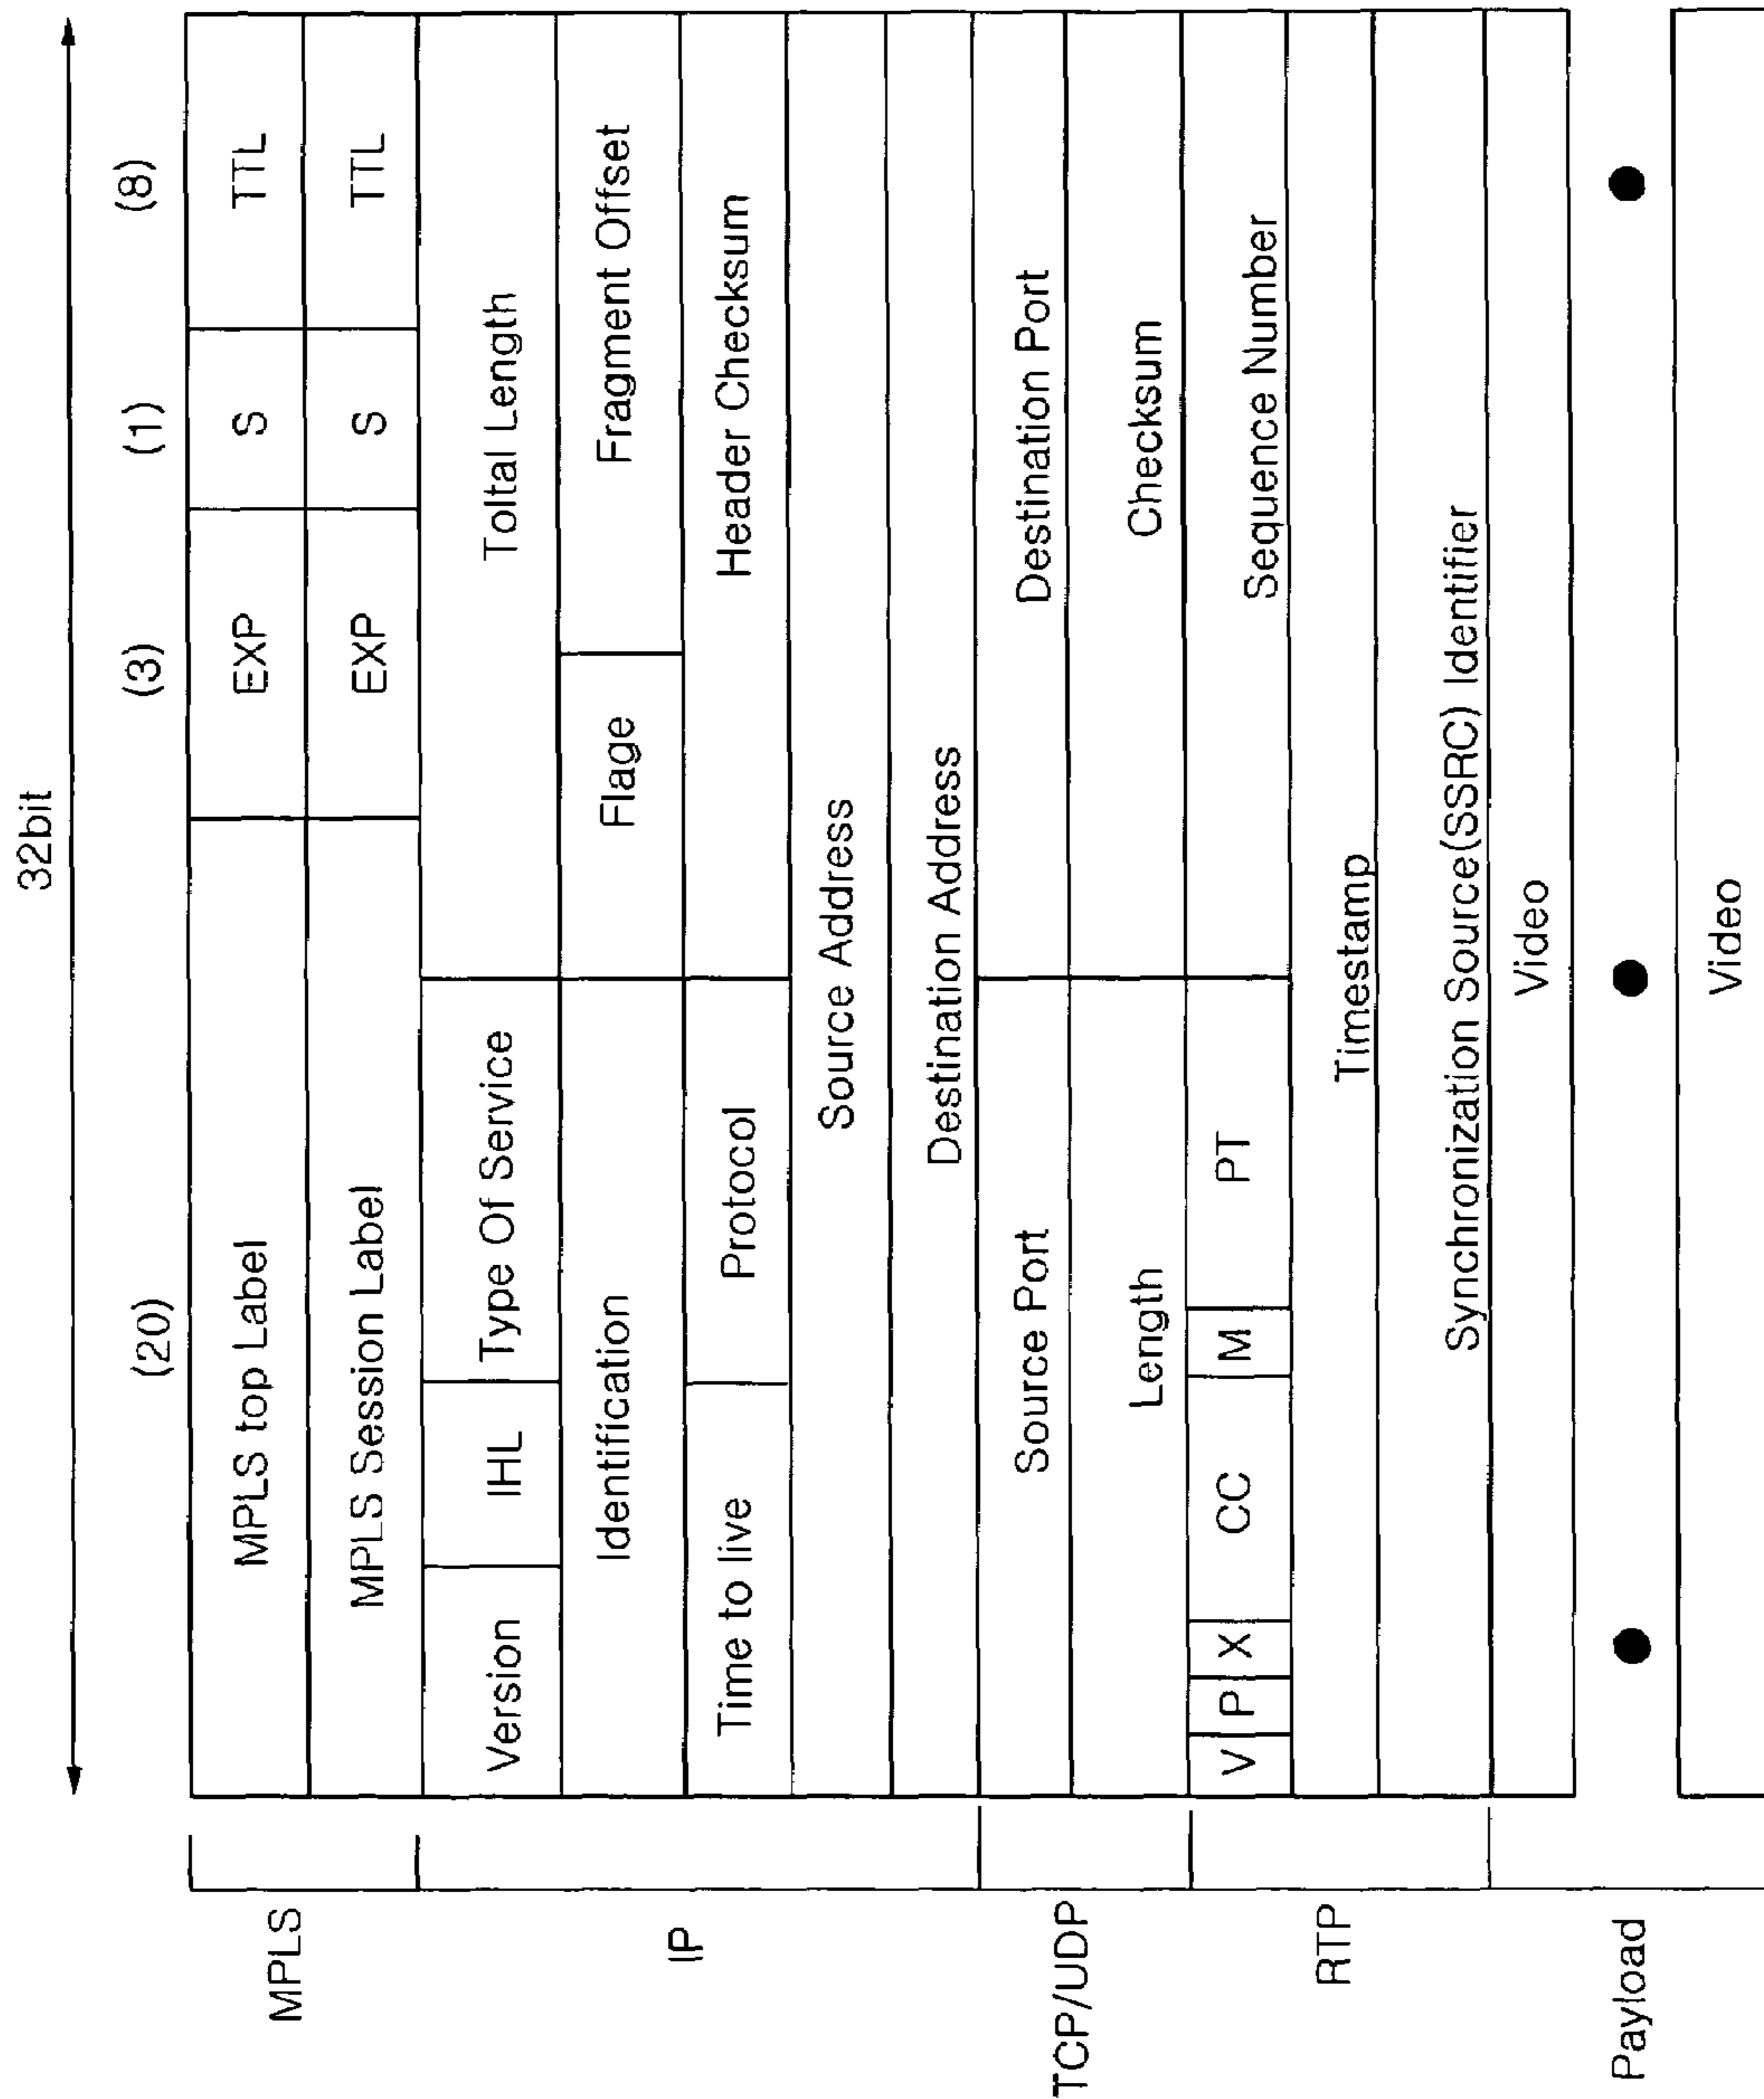 32bit
(20) (3) (1) (8)
MPLS
MPLS top Label EXP S TTL
MPLS Session Label EXP S TTL
IP
Version IHL Type Of Service Toltal Length
Identification Flage Fragment Offset
Time to live Protocol Header Checksum
Source Address
Destination Address
TCP/UDP
Source Port Destination Port
Length Checksum
RTP
V P X CC M PT Sequence Number
Timestamp
Synchronization Source(SSRC) Identifier
Payload
Video
Video